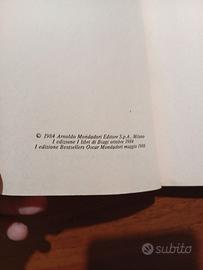 © 1984 Arnoldo Mondadori Editore S.p.A., Milano
I edizione I libri di Biagi ottobre 1984
I edizione Bestsellers Oscar Mondadori maggio 1988
subito